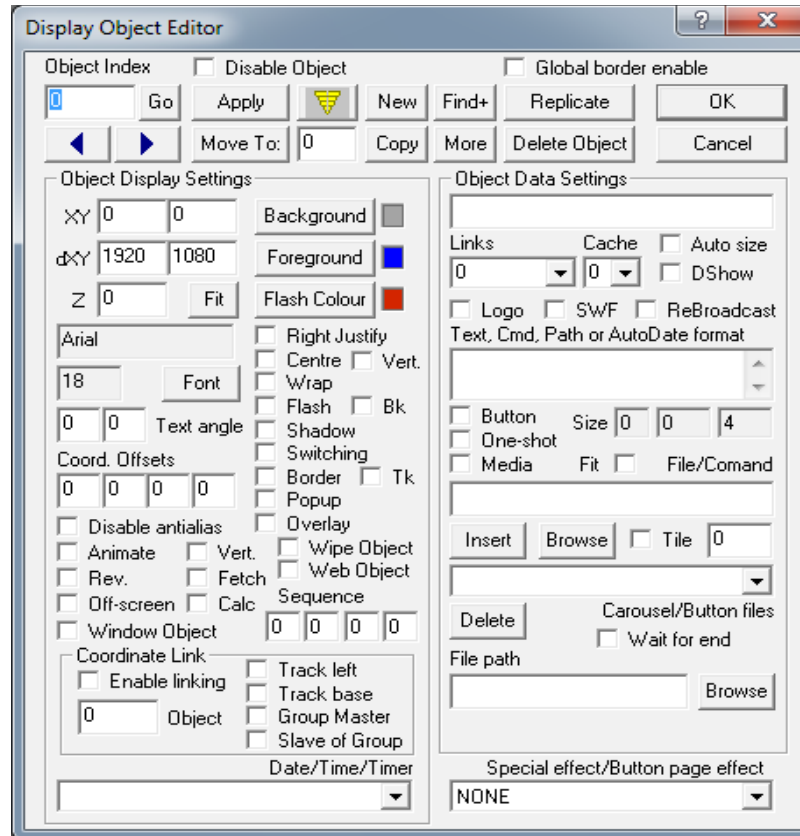 Display Object Editor
?
Object Index Disable Object Global border enable
0 Go Apply New Find+ Replicate OK
Move To: 0 Copy More Delete Object Cancel
Object Display Settings
XY 0 0 Background
dXY 1920 1080 Foreground
Z 0 Fit Flash Colour
Arial
Right Justify
Centre Vert.
18 Font
Wrap
Flash Bk
0 0 Text angle
Shadow
Switching
Coord. Offsets
Border Tk
0 0 0 0
Popup
Disable antialias
Overlay
Animate Vert. Wipe Object
Rev. Fetch Web Object
Off-screen Calc Sequence
Window Object 0 0 0 0
Coordinate Link
Enable linking
0 Object
Track left
Track base
Group Master
Slave of Group
Date/Time/Timer
Object Data Settings
Links Cache Auto size
0 0 DShow
Logo SWF ReBroadcast
Text, Cmd, Path or AutoDate format
Button Size 0 0 4
One-shot
Media Fit File/Comand
Insert Browse Tile 0
Delete Carousel/Button files
Wait for end
File path
Browse
Special effect/Button page effect
NONE